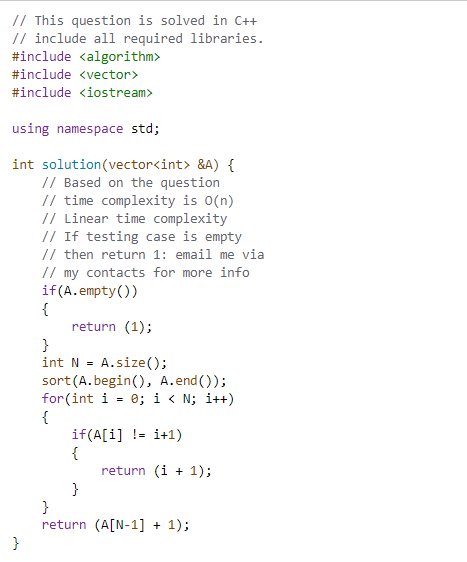 // This question is solved in C++
// include all required libraries.
#include <algorithm>
#include <vector>
#include <iostream>
using namespace std;
int solution(vector<int> &A) {
// Based on the question
// time complexity is O(n)
// Linear time complexity
// If testing case is empty
// then return 1: email me via
// my contacts for more info
if(A.empty())
{
return (1);
}
int N = A.size();
sort(A.begin(), A.end());
for(int i = 0; i < N; i++)
{
if(A[i] != i+1)
{
return (i + 1);
}
}
return (A[N-1] + 1);
}